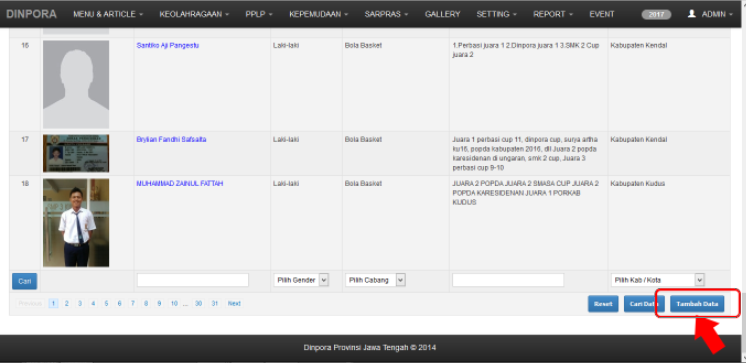 DINPORA MENU & ARTICLE KEOLAHRAGAAN PPLP KEPEMUDAAN SARPRAS GALLERY SETTING REPORT EVENT 2017 ADMIN
16 Santiko Aji Pangestu Laki-laki Bola Basket 1.Perbasi juara 1 2.Dinpora juara 1 3.SMK 2 Cup Kabupaten Kendal
juara 2
17 Brylian Fandhi Safsalta Laki-laki Bola Basket Juara 1 perbasi cup 11, dinpora cup, surya artha Kabupaten Kendal
ku16, popda kabupaten 2016, dll Juara 2 popda
karesidenan di ungaran, smk 2 cup, Juara 3
perbasi cup 9-10
18 MUHAMMAD ZAINUL FATTAH Laki-laki Bola Basket JUARA 2 POPDA JUARA 2 SMASA CUP JUARA 2 Kabupaten Kudus
POPDA KARESIDENAN JUARA 1 PORKAB
KUDUS
Cari Pilih Gender Pilih Cabang Pilih Kab / Kota
Previous 1 2 3 4 5 6 7 8 9 10 ... 30 31 Next Reset Cari Data Tambah Data
Dinpora Provinsi Jawa Tengah © 2014